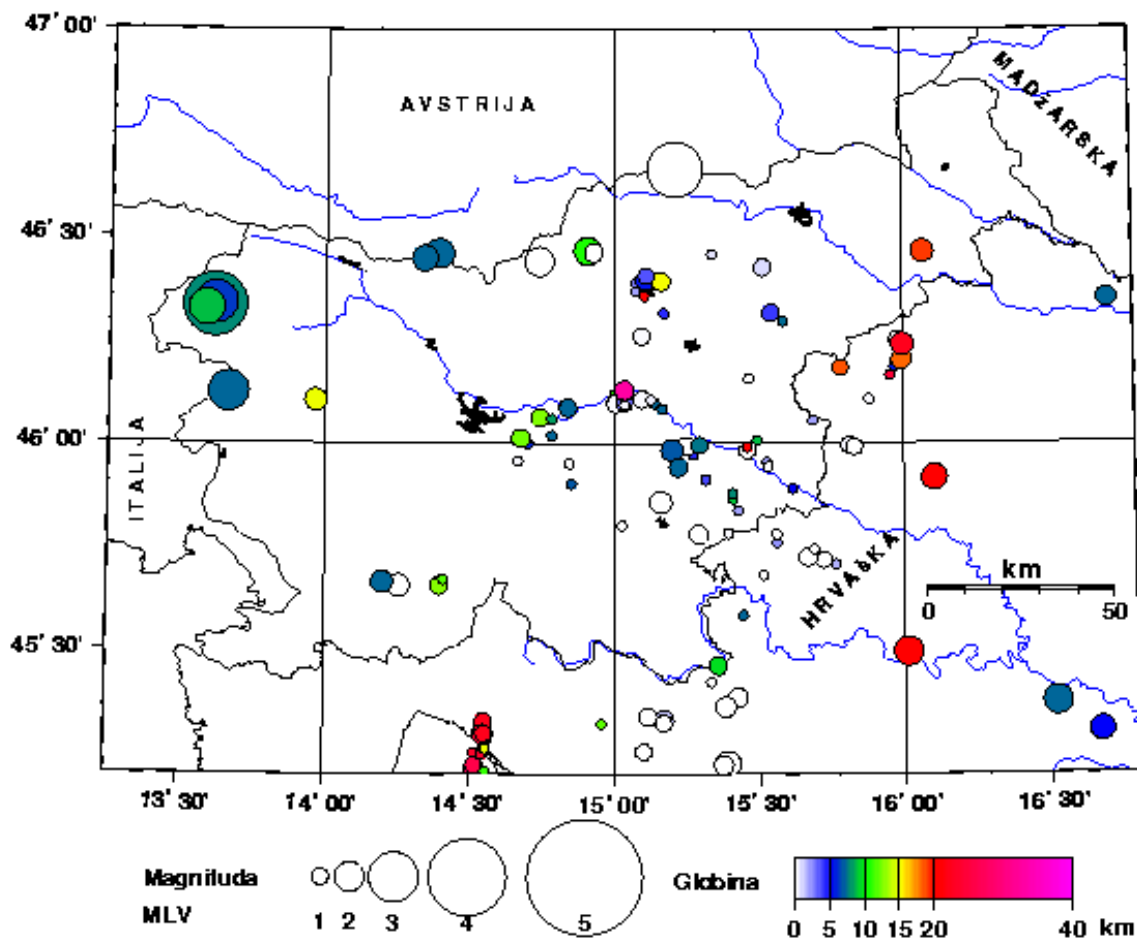 47° 00'
AVSTRIJA
MADŽARSKA
46° 30'
46° 00'
ITALIJA
HRVAŠKA
km
0 50
45° 30'
13° 30' 14° 00' 14° 30' 15° 00' 15° 30' 16° 00' 16° 30'
Magnituda
Globina
MLV
1 2 3 4 5
0 5 10 15 20 40 km